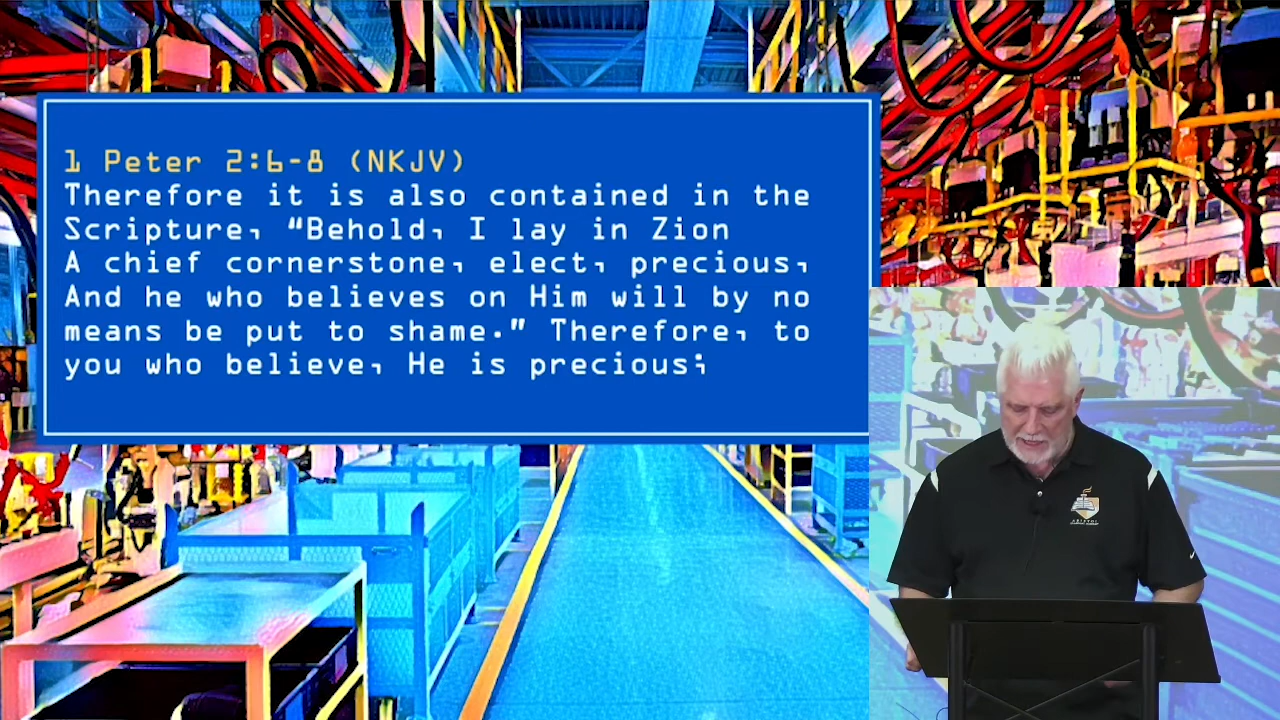 1 Peter 2:6-8 (NKJV)
Therefore it is also contained in the
Scripture, “Behold, I lay in Zion
A chief cornerstone, elect, precious,
And he who believes on Him will by no
means be put to shame.” Therefore, to
you who believe, He is precious;